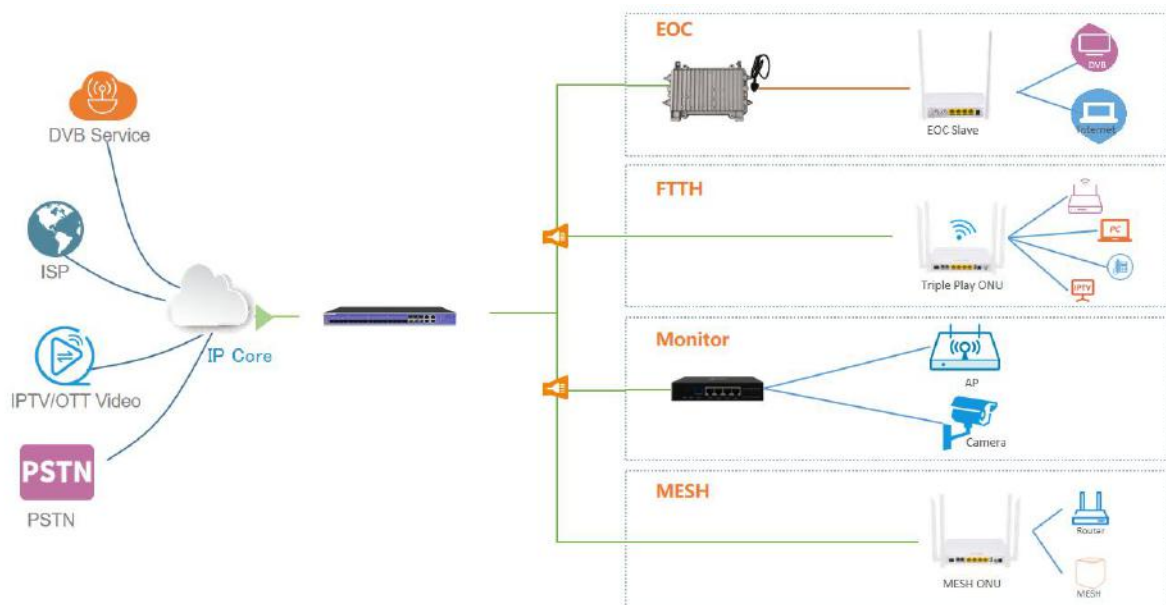 DVB Service
ISP
IP Core
IPTV/OTT Video
PSTN
PSTN
EOC
EOC Slave
DVB
Internet
FTTH
Triple Play ONU
PC
IPTV
Monitor
AP
Camera
MESH
MESH ONU
Router
MESH